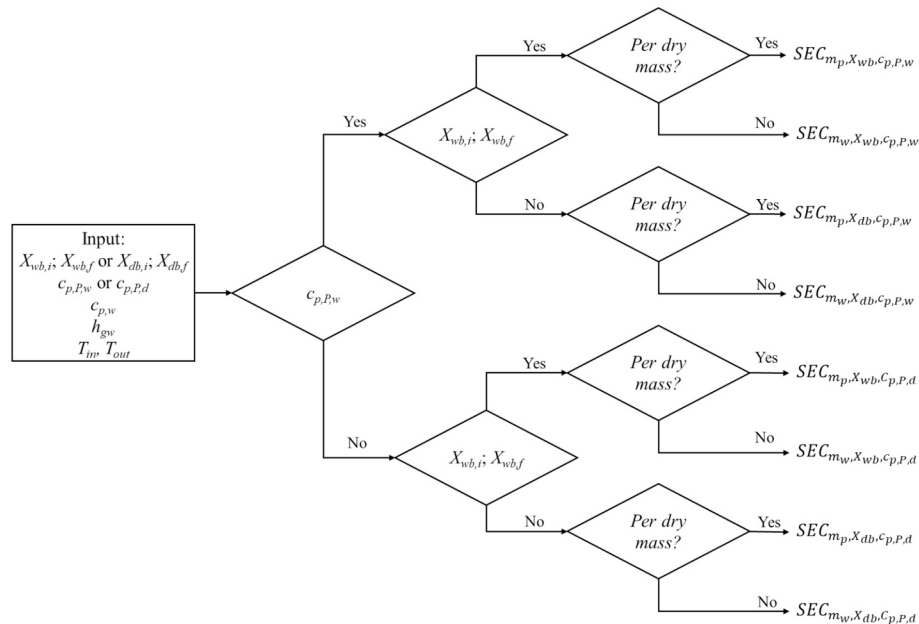 Input:
X_{wb,i}; X_{wb,f} or X_{db,i}; X_{db,f}
c_{p,P,w} or c_{p,P,d}
c_{p,w}
h_{gw}
T_{in}, T_{out}
c_{p,P,w}
Yes
X_{wb,i}; X_{wb,f}
Yes
Per dry
mass?
Yes
SEC_{m_p,X_{wb},c_{p,P,w}}
No
SEC_{m_w,X_{wb},c_{p,P,w}}
No
Per dry
mass?
Yes
SEC_{m_p,X_{db},c_{p,P,w}}
No
SEC_{m_w,X_{db},c_{p,P,w}}
No
X_{wb,i}; X_{wb,f}
Yes
Per dry
mass?
Yes
SEC_{m_p,X_{wb},c_{p,P,d}}
No
SEC_{m_w,X_{wb},c_{p,P,d}}
No
Per dry
mass?
Yes
SEC_{m_p,X_{db},c_{p,P,d}}
No
SEC_{m_w,X_{db},c_{p,P,d}}